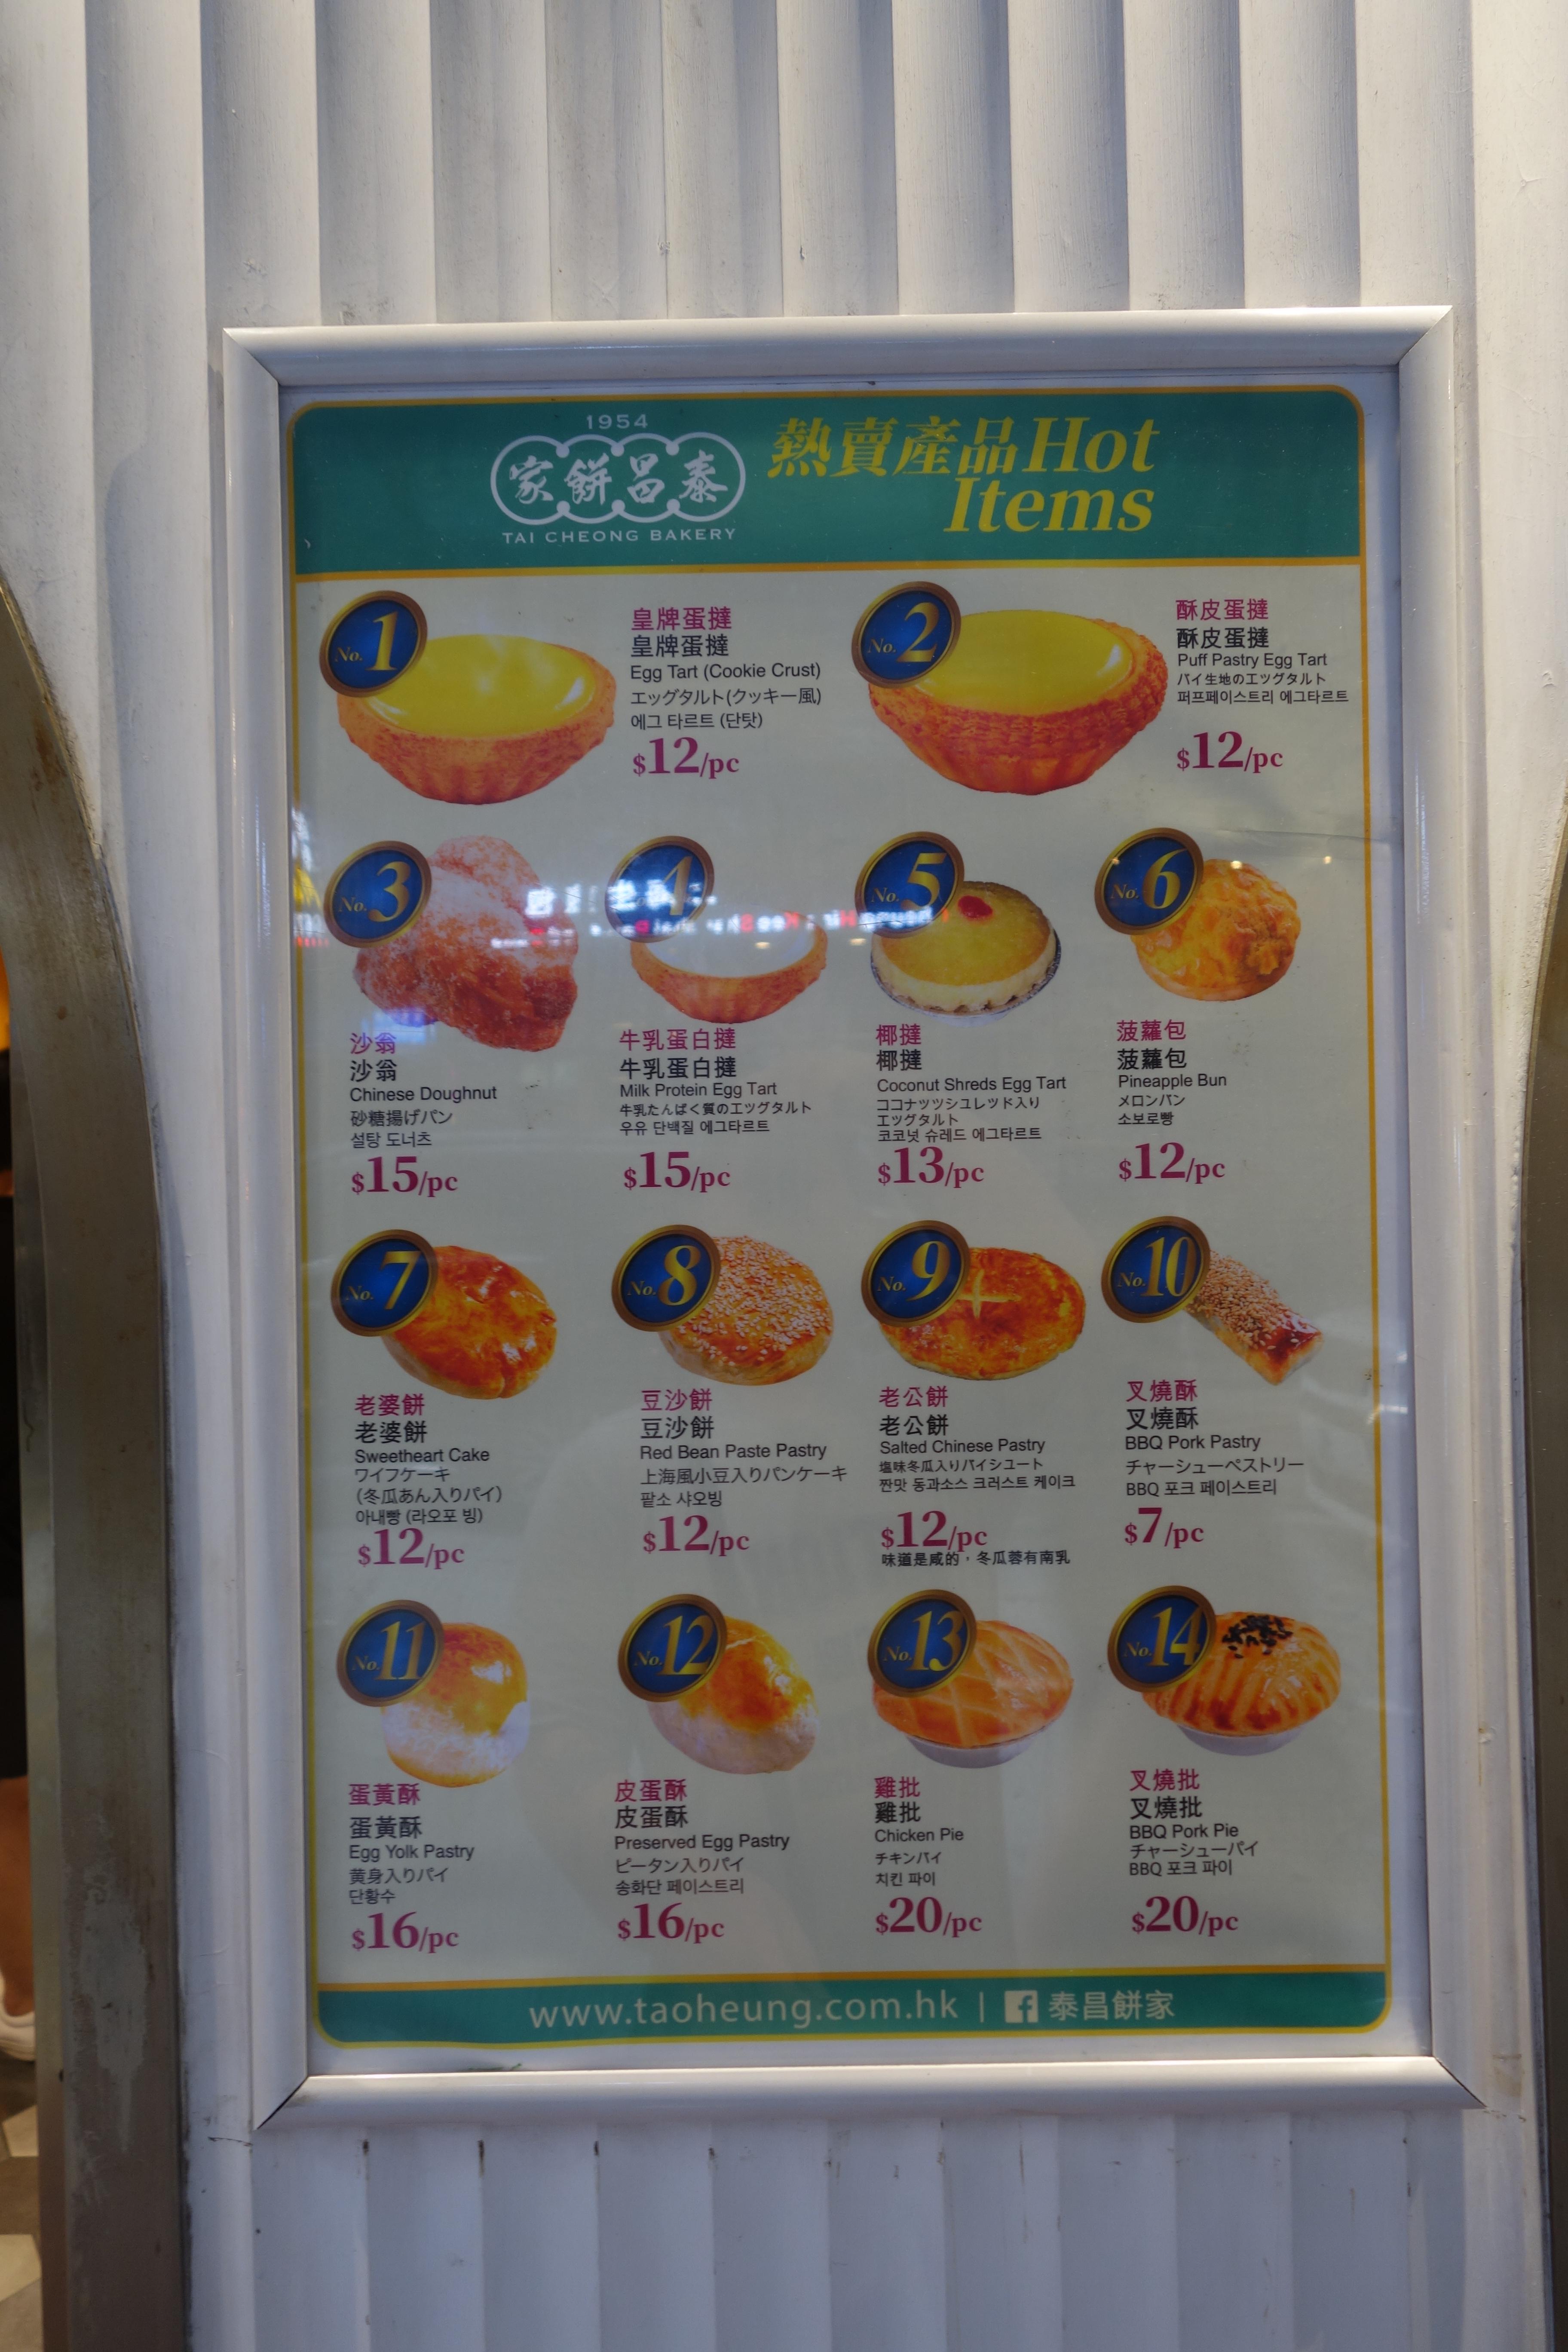 1954
家餅昌泰
TAI CHEONG BAKERY
熱賣產品Hot
Items
No.1
皇牌蛋撻
皇牌蛋撻
Egg Tart (Cookie Crust)
エッグタルト(クッキー風)
에그 타르트 (단탓)
$12/pc
No.2
酥皮蛋撻
酥皮蛋撻
Puff Pastry Egg Tart
パイ生地のエッグタルト
퍼프페이스트리 에그타르트
$12/pc
No.3
沙翁
沙翁
Chinese Doughnut
砂糖揚げパン
설탕 도너츠
$15/pc
4
牛乳蛋白撻
牛乳蛋白撻
Milk Protein Egg Tart
牛乳たんぱく質のエッグタルト
우유 단백질 에그타르트
$15/pc
No.5
椰撻
椰撻
Coconut Shreds Egg Tart
ココナッツシュレッド入り
エッグタルト
코코넛 슈레드 에그타르트
$13/pc
No.6
菠蘿包
菠蘿包
Pineapple Bun
メロンパン
소보로빵
$12/pc
No.7
老婆餅
老婆餅
Sweetheart Cake
ワイフケーキ
（冬瓜あん入りパイ）
아내빵 (라오포 빙)
$12/pc
No.8
豆沙餅
豆沙餅
Red Bean Paste Pastry
上海風小豆入りパンケーキ
팥소 샤오빙
$12/pc
No.9
老公餅
老公餅
Salted Chinese Pastry
塩味冬瓜入りパイシュート
짠맛 동과소스 크러스트 케이크
$12/pc
味道是咸的，冬瓜蓉有南乳
No.10
叉燒酥
叉燒酥
BBQ Pork Pastry
チャーシューペストリー
BBQ 포크 페이스트리
$7/pc
No.11
蛋黃酥
蛋黃酥
Egg Yolk Pastry
黄身入りパイ
단황수
$16/pc
No.12
皮蛋酥
皮蛋酥
Preserved Egg Pastry
ピータン入りパイ
송화단 페이스트리
$16/pc
No.13
雞批
雞批
Chicken Pie
チキンパイ
치킨 파이
$20/pc
No.14
叉燒批
叉燒批
BBQ Pork Pie
チャーシューパイ
BBQ 포크 파이
$20/pc
www.taoheung.com.hk | f 泰昌餅家